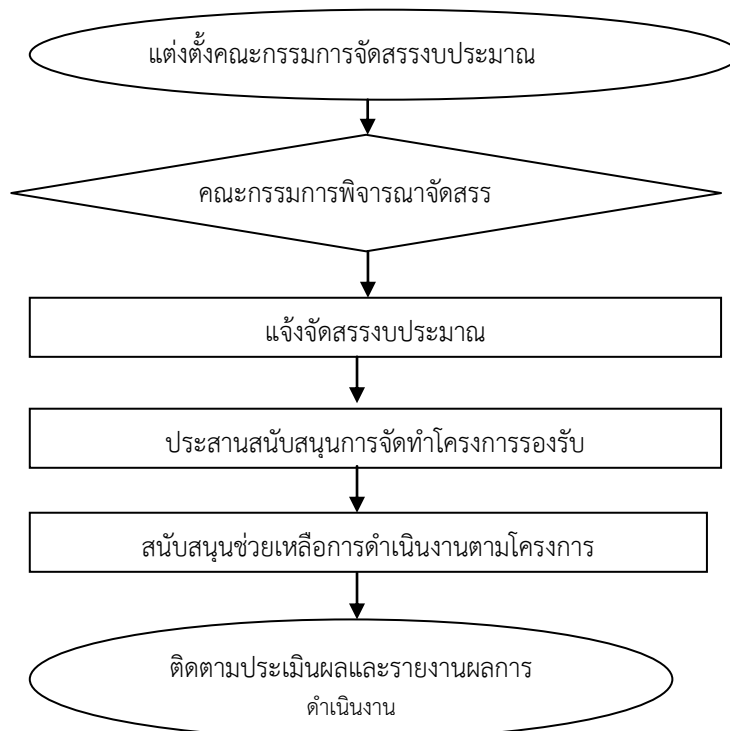 แต่งตั้งคณะกรรมการจัดสรรงบประมาณ
คณะกรรมการพิจารณาจัดสรร
แจ้งจัดสรรงบประมาณ
ประสานสนับสนุนการจัดทำโครงการรองรับ
สนับสนุนช่วยเหลือการดำเนินงานตามโครงการ
ติดตามประเมินผลและรายงานผลการ
ดำเนินงาน